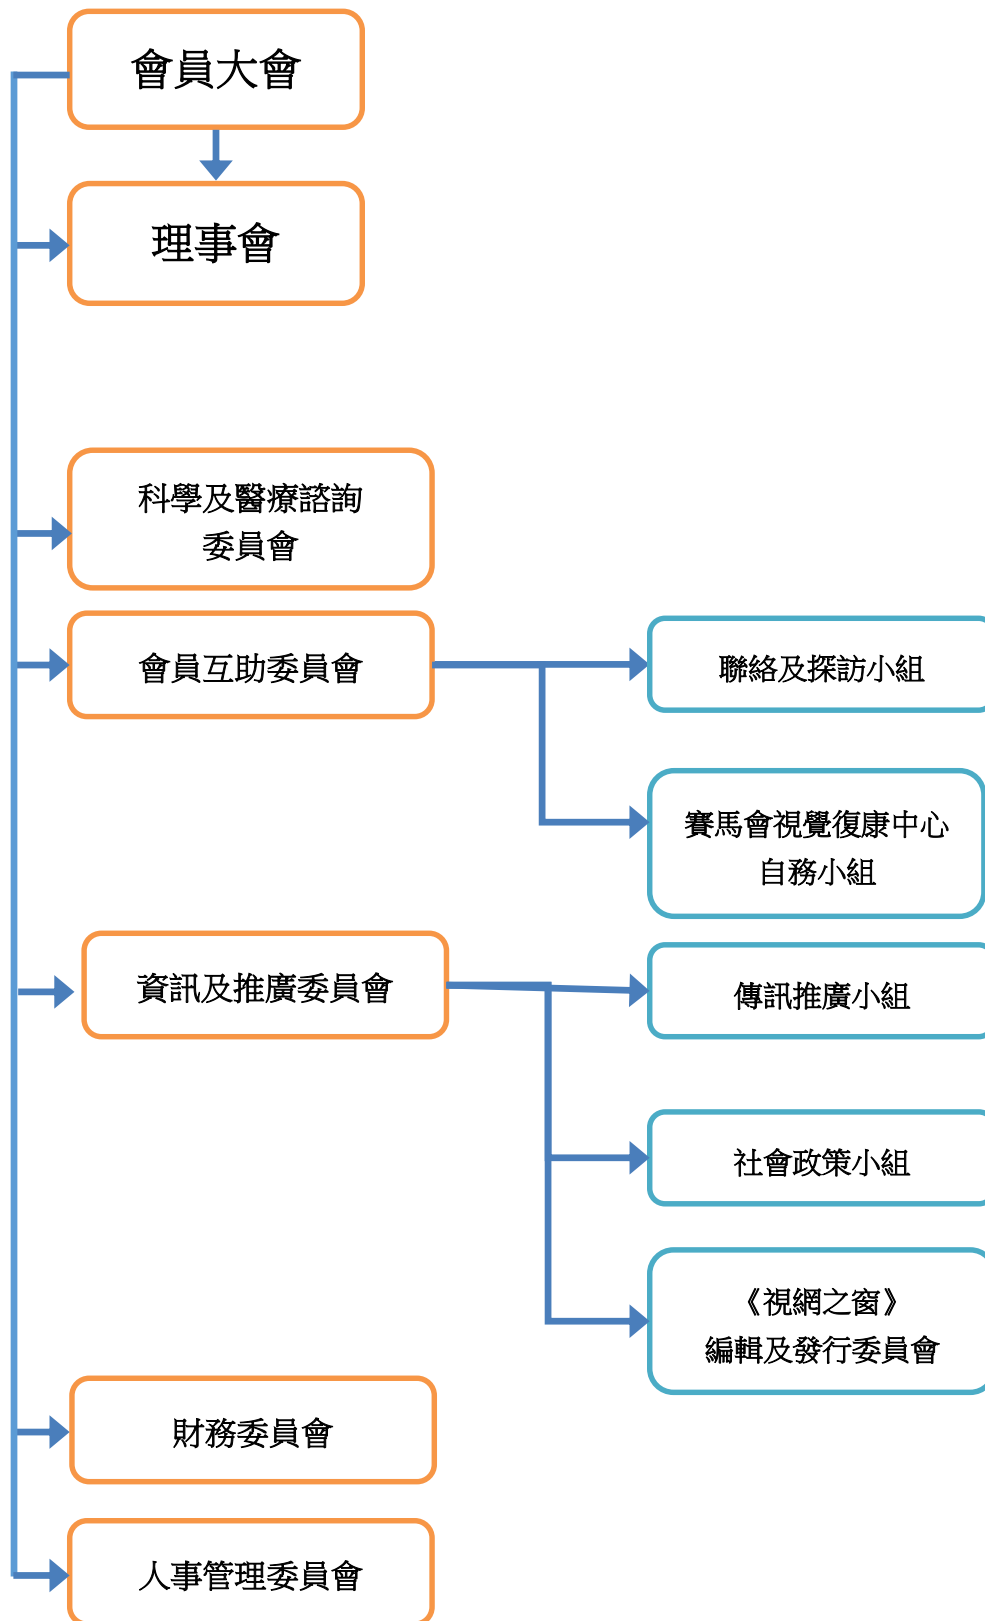 會員大會
理事會
科學及醫療諮詢
委員會
會員互助委員會
聯絡及探訪小組
賽馬會視覺復康中心
自務小組
資訊及推廣委員會
傳訊推廣小組
社會政策小組
《視網之窗》
編輯及發行委員會
財務委員會
人事管理委員會